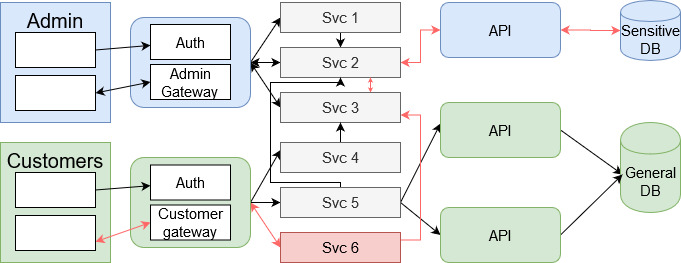 Admin
Auth
Admin
Gateway
Svc 1
Svc 2
Svc 3
Svc 4
Svc 5
Svc 6
API
Sensitive
DB
Customers
Auth
Customer
gateway
API
API
General
DB